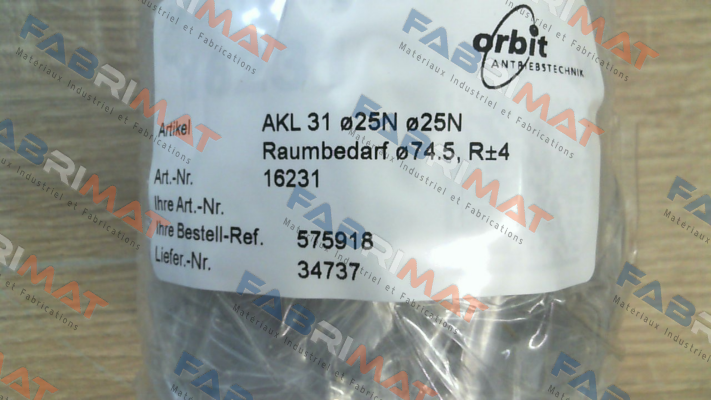 orbit
ANTRIEBSTECHNIK
Artikel AKL 31 ø25N ø25N
Raumbedarf ø74.5, R±4
Art.-Nr. 16231
Ihre Art.-Nr.
Ihre Bestell-Ref. 575918
Liefer.-Nr. 34737
FABRIMAT
Materiaux Industriel et Fabrications